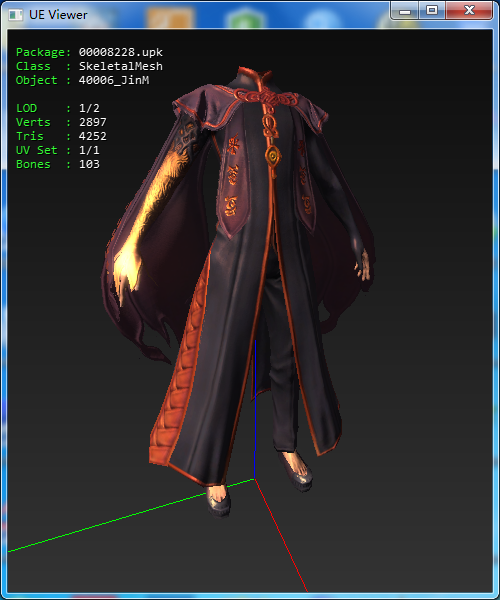 UE Viewer
Package: 00008228.upk
Class : SkeletalMesh
Object : 40006_JinM
LOD : 1/2
Verts : 2897
Tris : 4252
UV Set : 1/1
Bones : 103